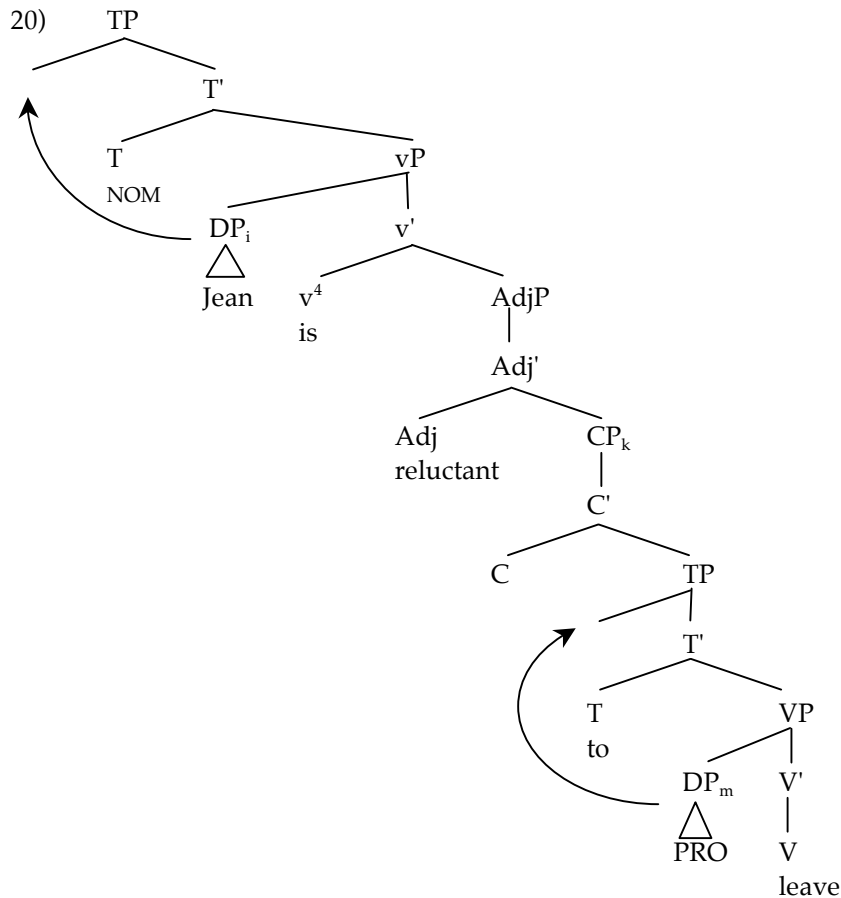 20) TP
T'
T vP
NOM
DPᵢ v'
Jean v⁴ AdjP
is
Adj'
Adj CPₖ
reluctant
C'
C TP
T'
T VP
to
DPₘ V'
PRO V
leave